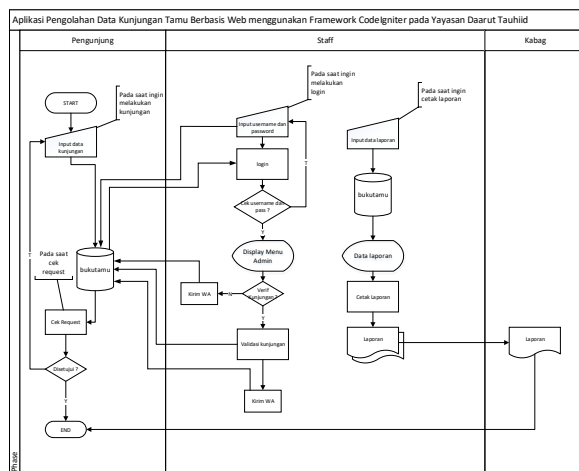 Aplikasi Pengolahan Data Kunjungan Tamu Berbasis Web menggunakan Framework CodeIgniter pada Yayasan Daarut Tauhiid
Pengunjung
Staff
Kabag
Phase
START
Pada saat ingin
melakukan
kunjungan
Input data
kunjungan
T
Pada saat
cek
request
bukutamu
Cek Request
Disetujui ?
Y
END
Pada saat ingin
melakukan
login
Input username dan
password
login
T
Cek username dan
pass ?
Y
Display Menu
Admin
Kirim WA
N
Verif
Kunjungan ?
Y
Validasi kunjungan
Kirim WA
Pada saat ingin
cetak laporan
Input data laporan
bukutamu
Data laporan
Cetak Laporan
Laporan
Laporan